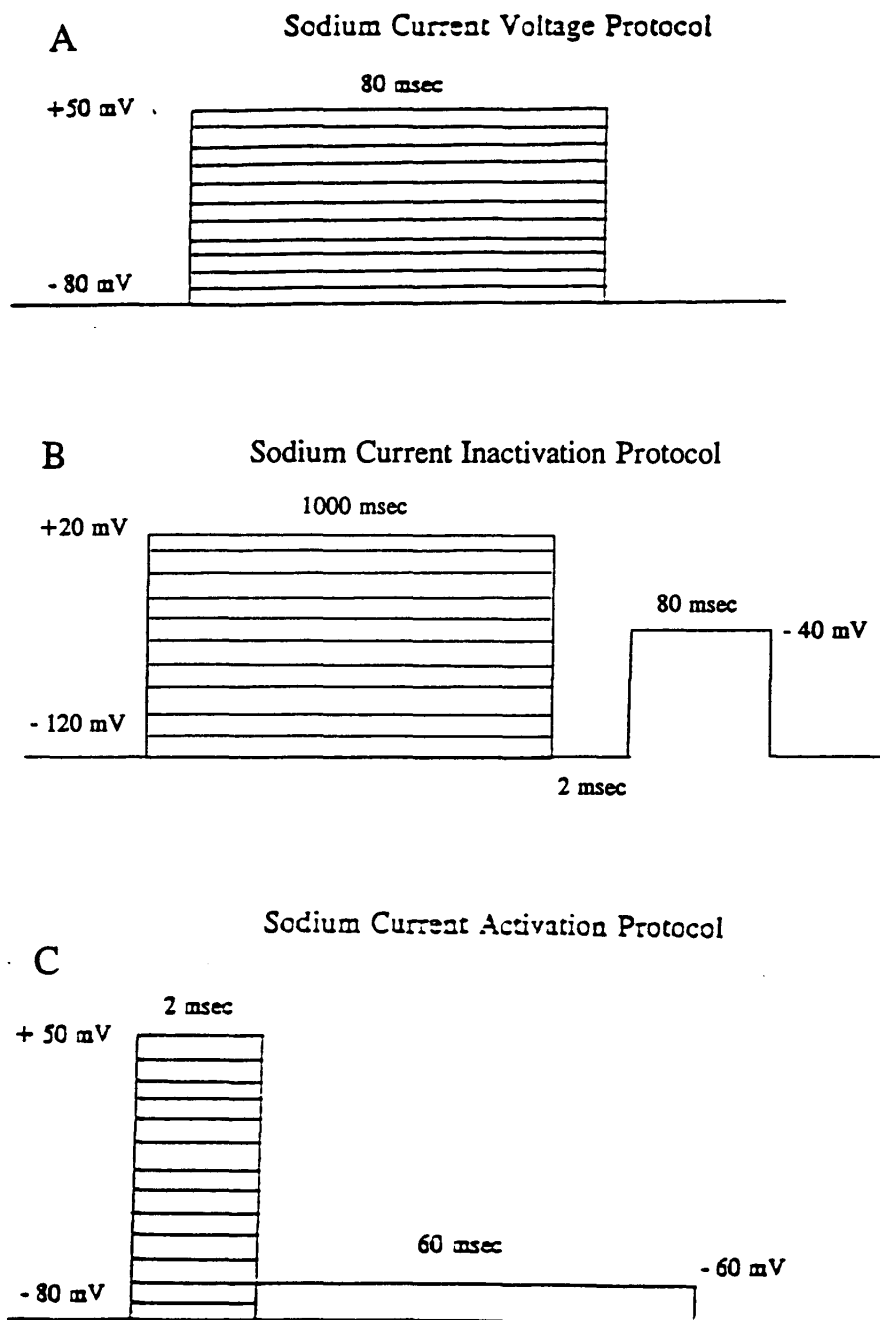 A
Sodium Current Voltage Protocol
80 msec
+50 mV
- 80 mV
B
Sodium Current Inactivation Protocol
1000 msec
+20 mV
80 msec
- 40 mV
- 120 mV
2 msec
Sodium Current Activation Protocol
C
2 msec
+ 50 mV
60 msec
- 60 mV
- 80 mV